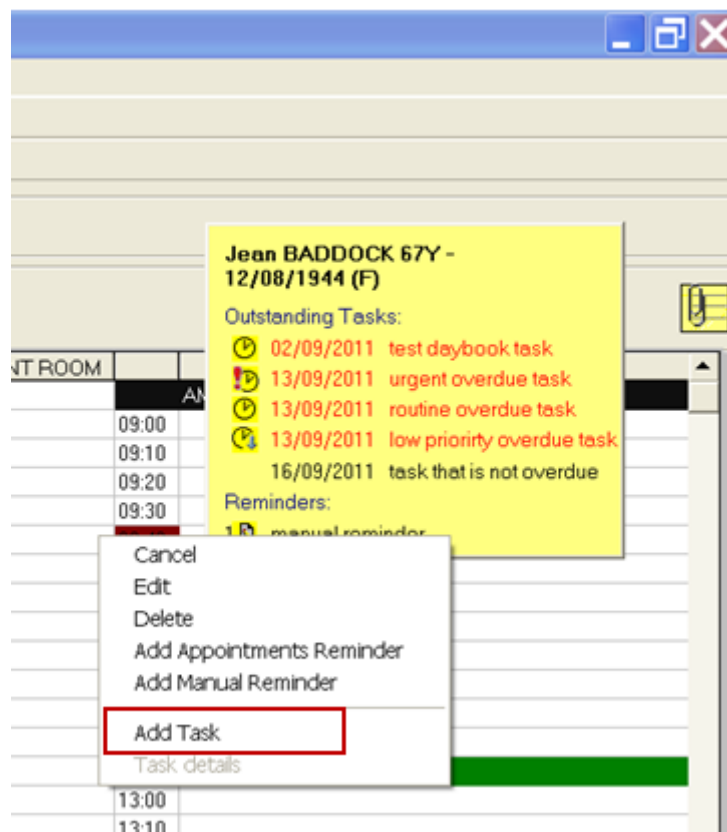 Jean BADDOCK 67Y -
12/08/1944 (F)
Outstanding Tasks:
02/09/2011 test daybook task
13/09/2011 urgent overdue task
13/09/2011 routine overdue task
13/09/2011 low priorirty overdue task
16/09/2011 task that is not overdue
Reminders:
manual reminder
NT ROOM
AM
09:00
09:10
09:20
09:30
Cancel
Edit
Delete
Add Appointments Reminder
Add Manual Reminder
Add Task
Task details
13:00
13:10